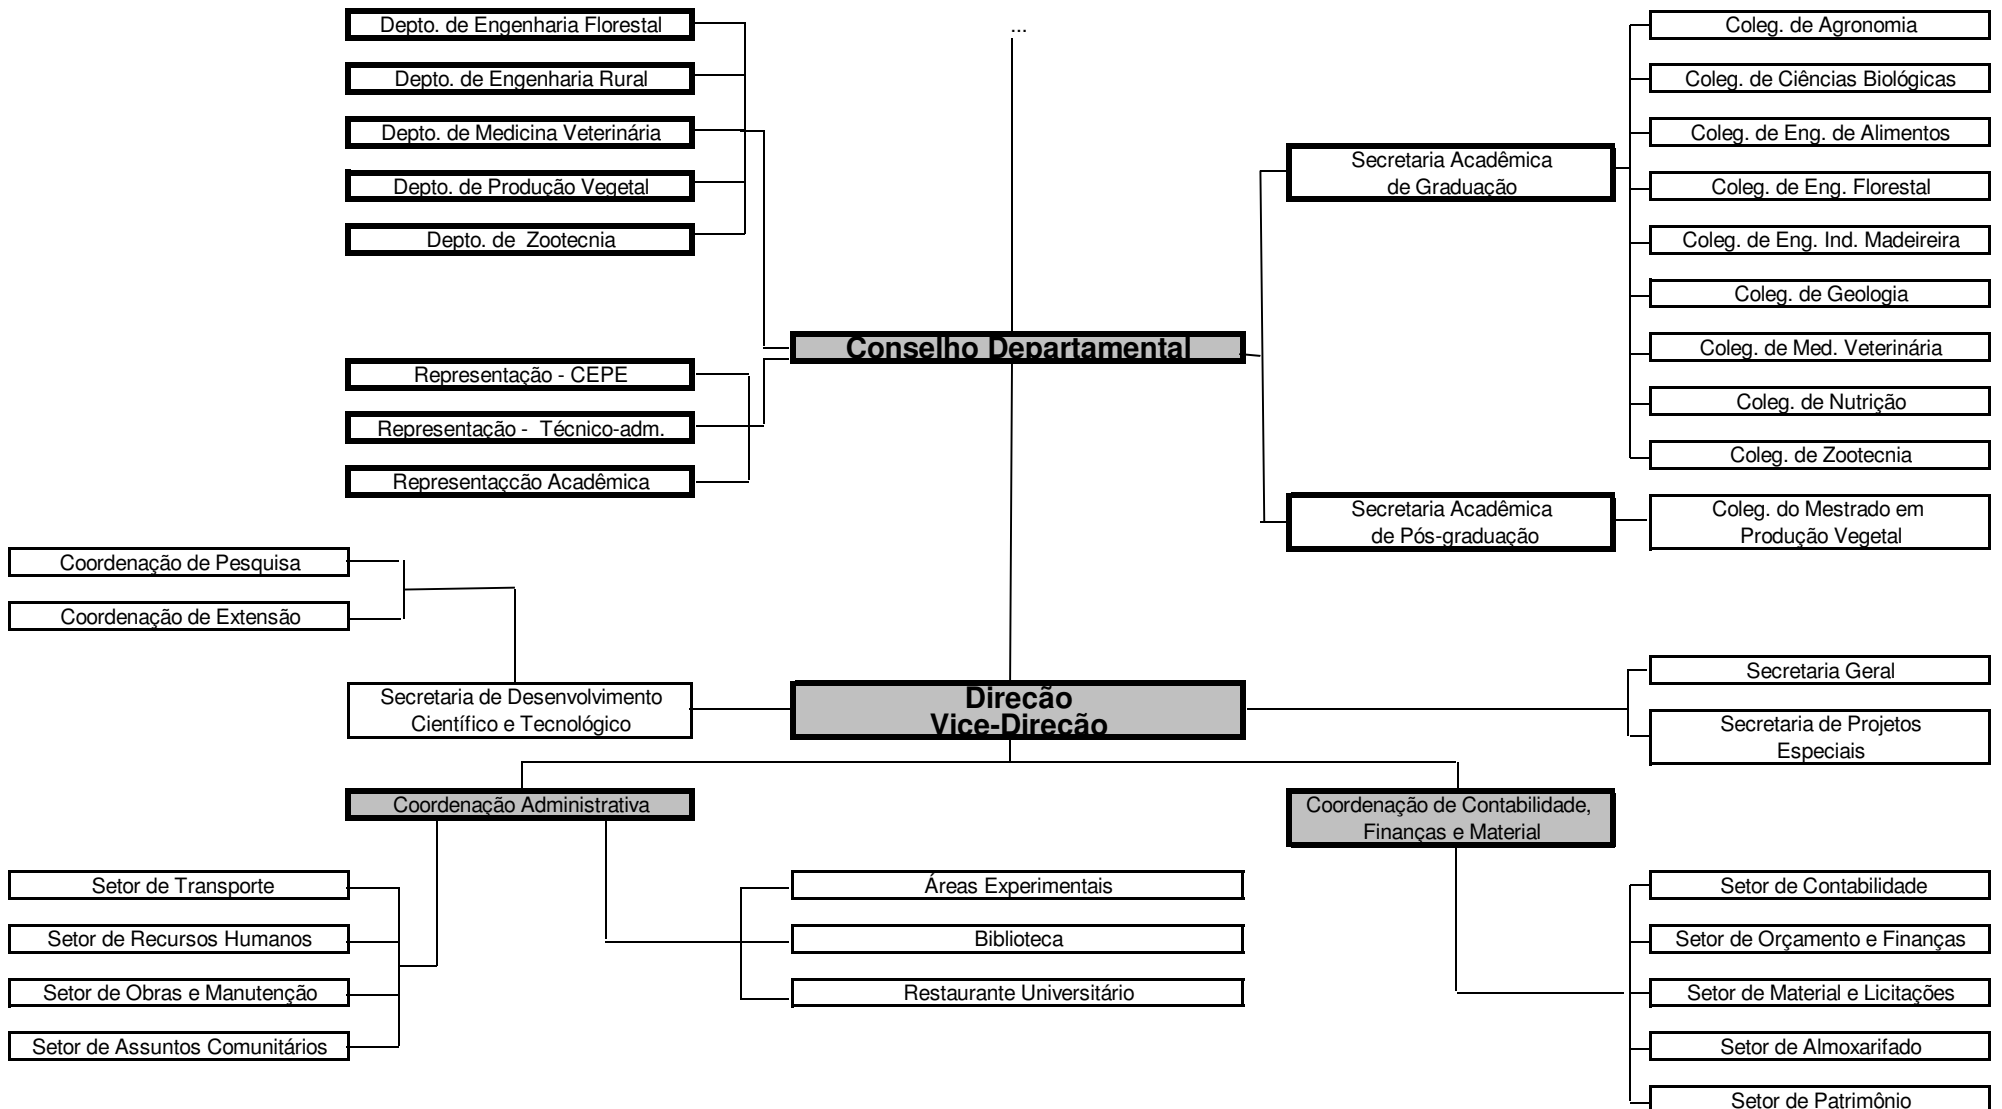 Depto. de Engenharia Florestal
Depto. de Engenharia Rural
Depto. de Medicina Veterinária
Depto. de Produção Vegetal
Depto. de Zootecnia
...
Secretaria Acadêmica
de Graduação
Coleg. de Agronomia
Coleg. de Ciências Biológicas
Coleg. de Eng. de Alimentos
Coleg. de Eng. Florestal
Coleg. de Eng. Ind. Madeireira
Coleg. de Geologia
Coleg. de Med. Veterinária
Coleg. de Nutrição
Coleg. de Zootecnia
Conselho Departamental
Representação - CEPE
Representação - Técnico-adm.
Representaçcão Acadêmica
Secretaria Acadêmica
de Pós-graduação
Coleg. do Mestrado em
Produção Vegetal
Coordenação de Pesquisa
Coordenação de Extensão
Secretaria de Desenvolvimento
Científico e Tecnológico
Direcão
Vice-Direcão
Secretaria Geral
Secretaria de Projetos
Especiais
Coordenação Administrativa
Coordenação de Contabilidade,
Finanças e Material
Setor de Transporte
Setor de Recursos Humanos
Setor de Obras e Manutenção
Setor de Assuntos Comunitários
Áreas Experimentais
Biblioteca
Restaurante Universitário
Setor de Contabilidade
Setor de Orçamento e Finanças
Setor de Material e Licitações
Setor de Almoxarifado
Setor de Patrimônio